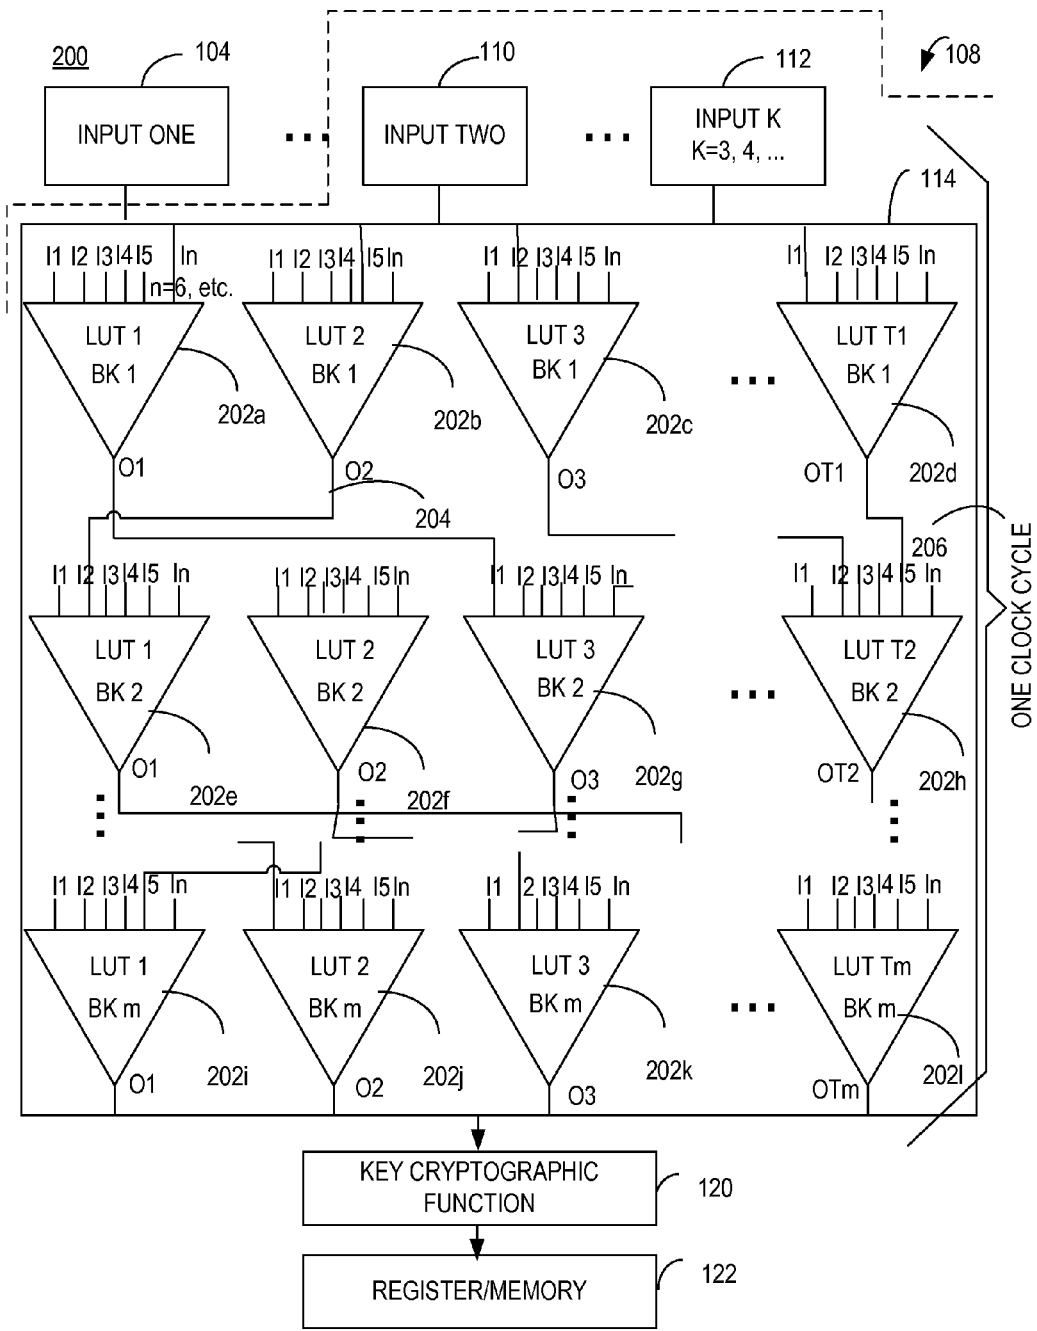 200
104
110
112
108
INPUT ONE
INPUT TWO
INPUT K
K=3, 4, ...
114
I1 I2 I3 I4 I5 In
n=6, etc.
I1 I2 I3 I4 I5 In
I1 I2 I3 I4 I5 In
I1 I2 I3 I4 I5 In
LUT 1
BK 1
LUT 2
BK 1
LUT 3
BK 1
LUT T1
BK 1
202a
202b
202c
202d
O1
O2
O3
OT1
204
206
ONE CLOCK CYCLE
I1 I2 I3 I4 I5 In
I1 I2 I3 I4 I5 In
I1 I2 I3 I4 I5 In
I1 I2 I3 I4 I5 In
LUT 1
BK 2
LUT 2
BK 2
LUT 3
BK 2
LUT T2
BK 2
O1
O2
O3
OT2
202e
202f
202g
202h
I1 I2 I3 I4 5 In
I1 I2 I3 I4 I5 In
I1 2 I3 I4 I5 In
I1 I2 I3 I4 I5 In
LUT 1
BK m
LUT 2
BK m
LUT 3
BK m
LUT Tm
BK m
O1
O2
O3
OTm
202i
202j
202k
202l
KEY CRYPTOGRAPHIC
FUNCTION
120
REGISTER/MEMORY
122